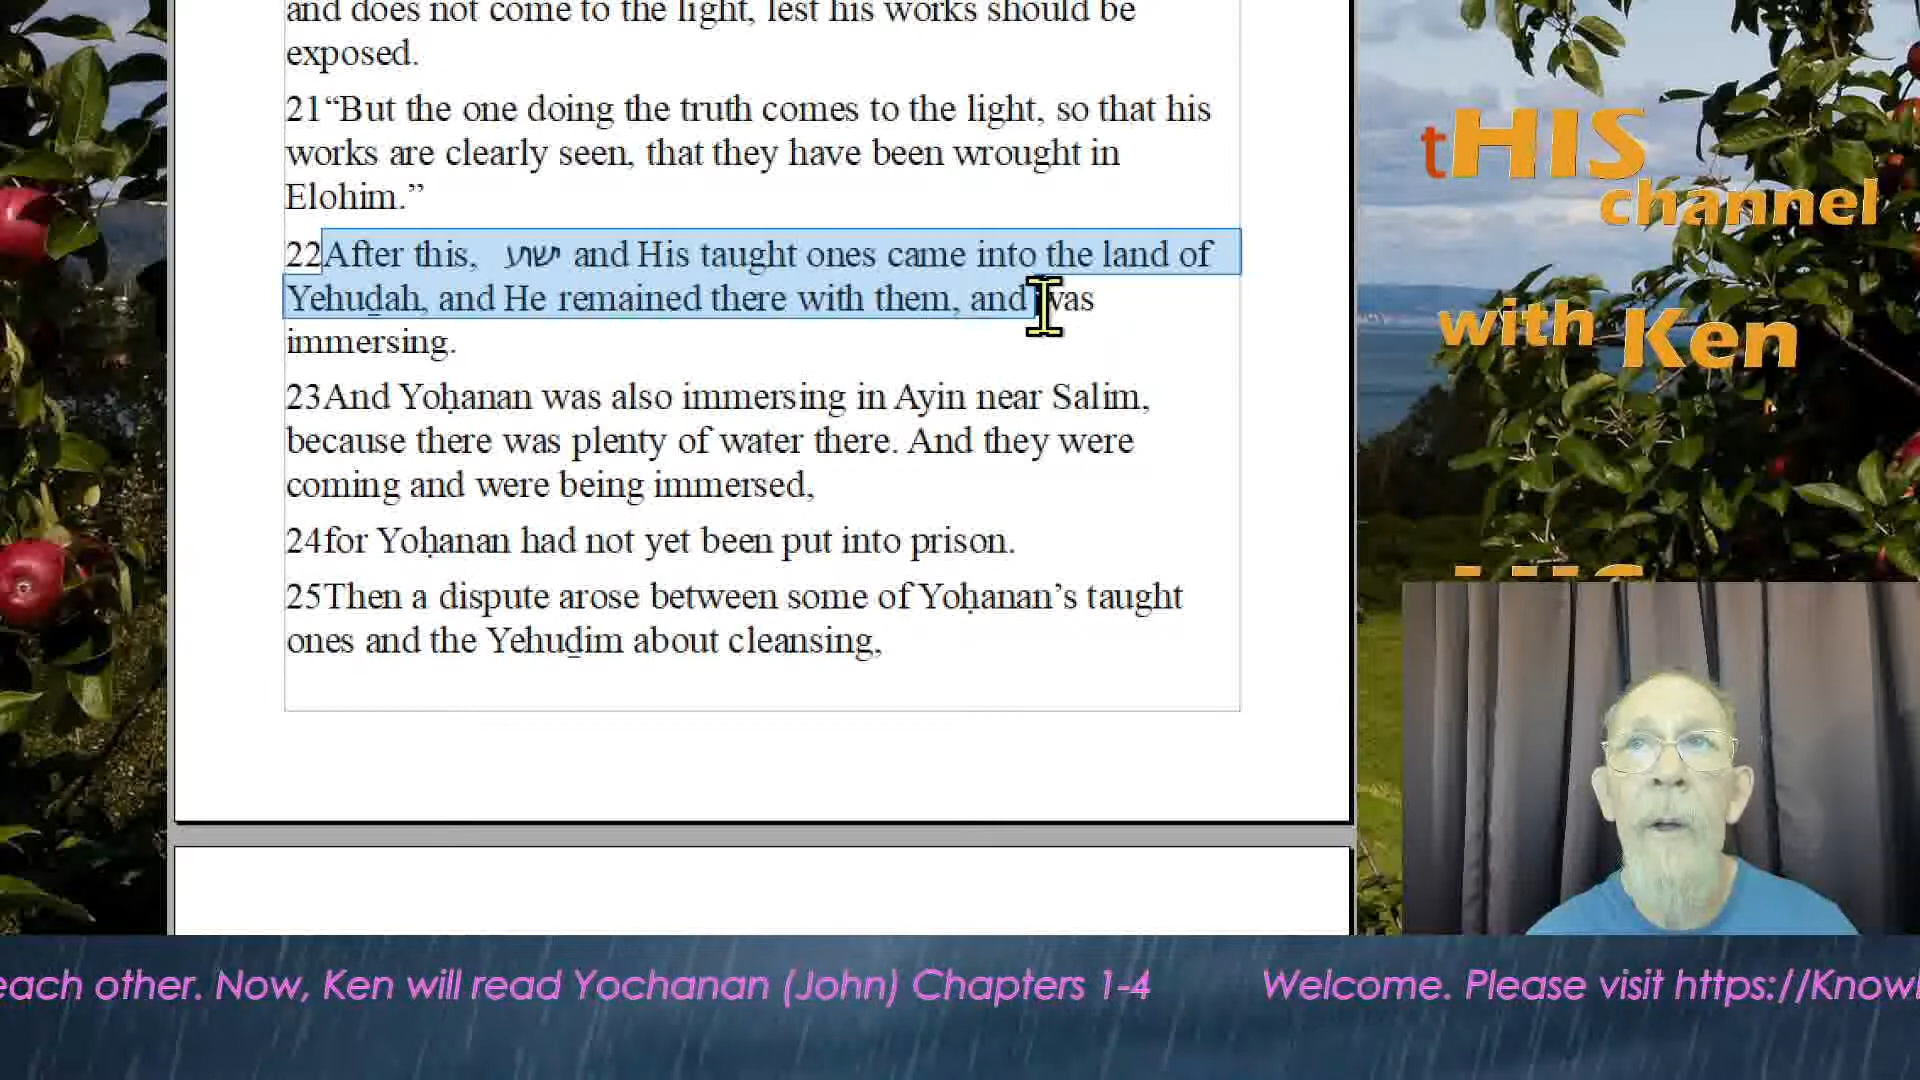 and does not come to the light, lest his works should be
exposed.
21“But the one doing the truth comes to the light, so that his
works are clearly seen, that they have been wrought in
Elohim.”
22After this, ישוע and His taught ones came into the land of
Yehuḏah, and He remained there with them, and was
immersing.
23And Yoḥanan was also immersing in Ayin near Salim,
because there was plenty of water there. And they were
coming and were being immersed,
24for Yoḥanan had not yet been put into prison.
25Then a dispute arose between some of Yoḥanan’s taught
ones and the Yehuḏim about cleansing,
tHIS
channel
with Ken
each other. Now, Ken will read Yochanan (John) Chapters 1-4
Welcome. Please visit https://Know